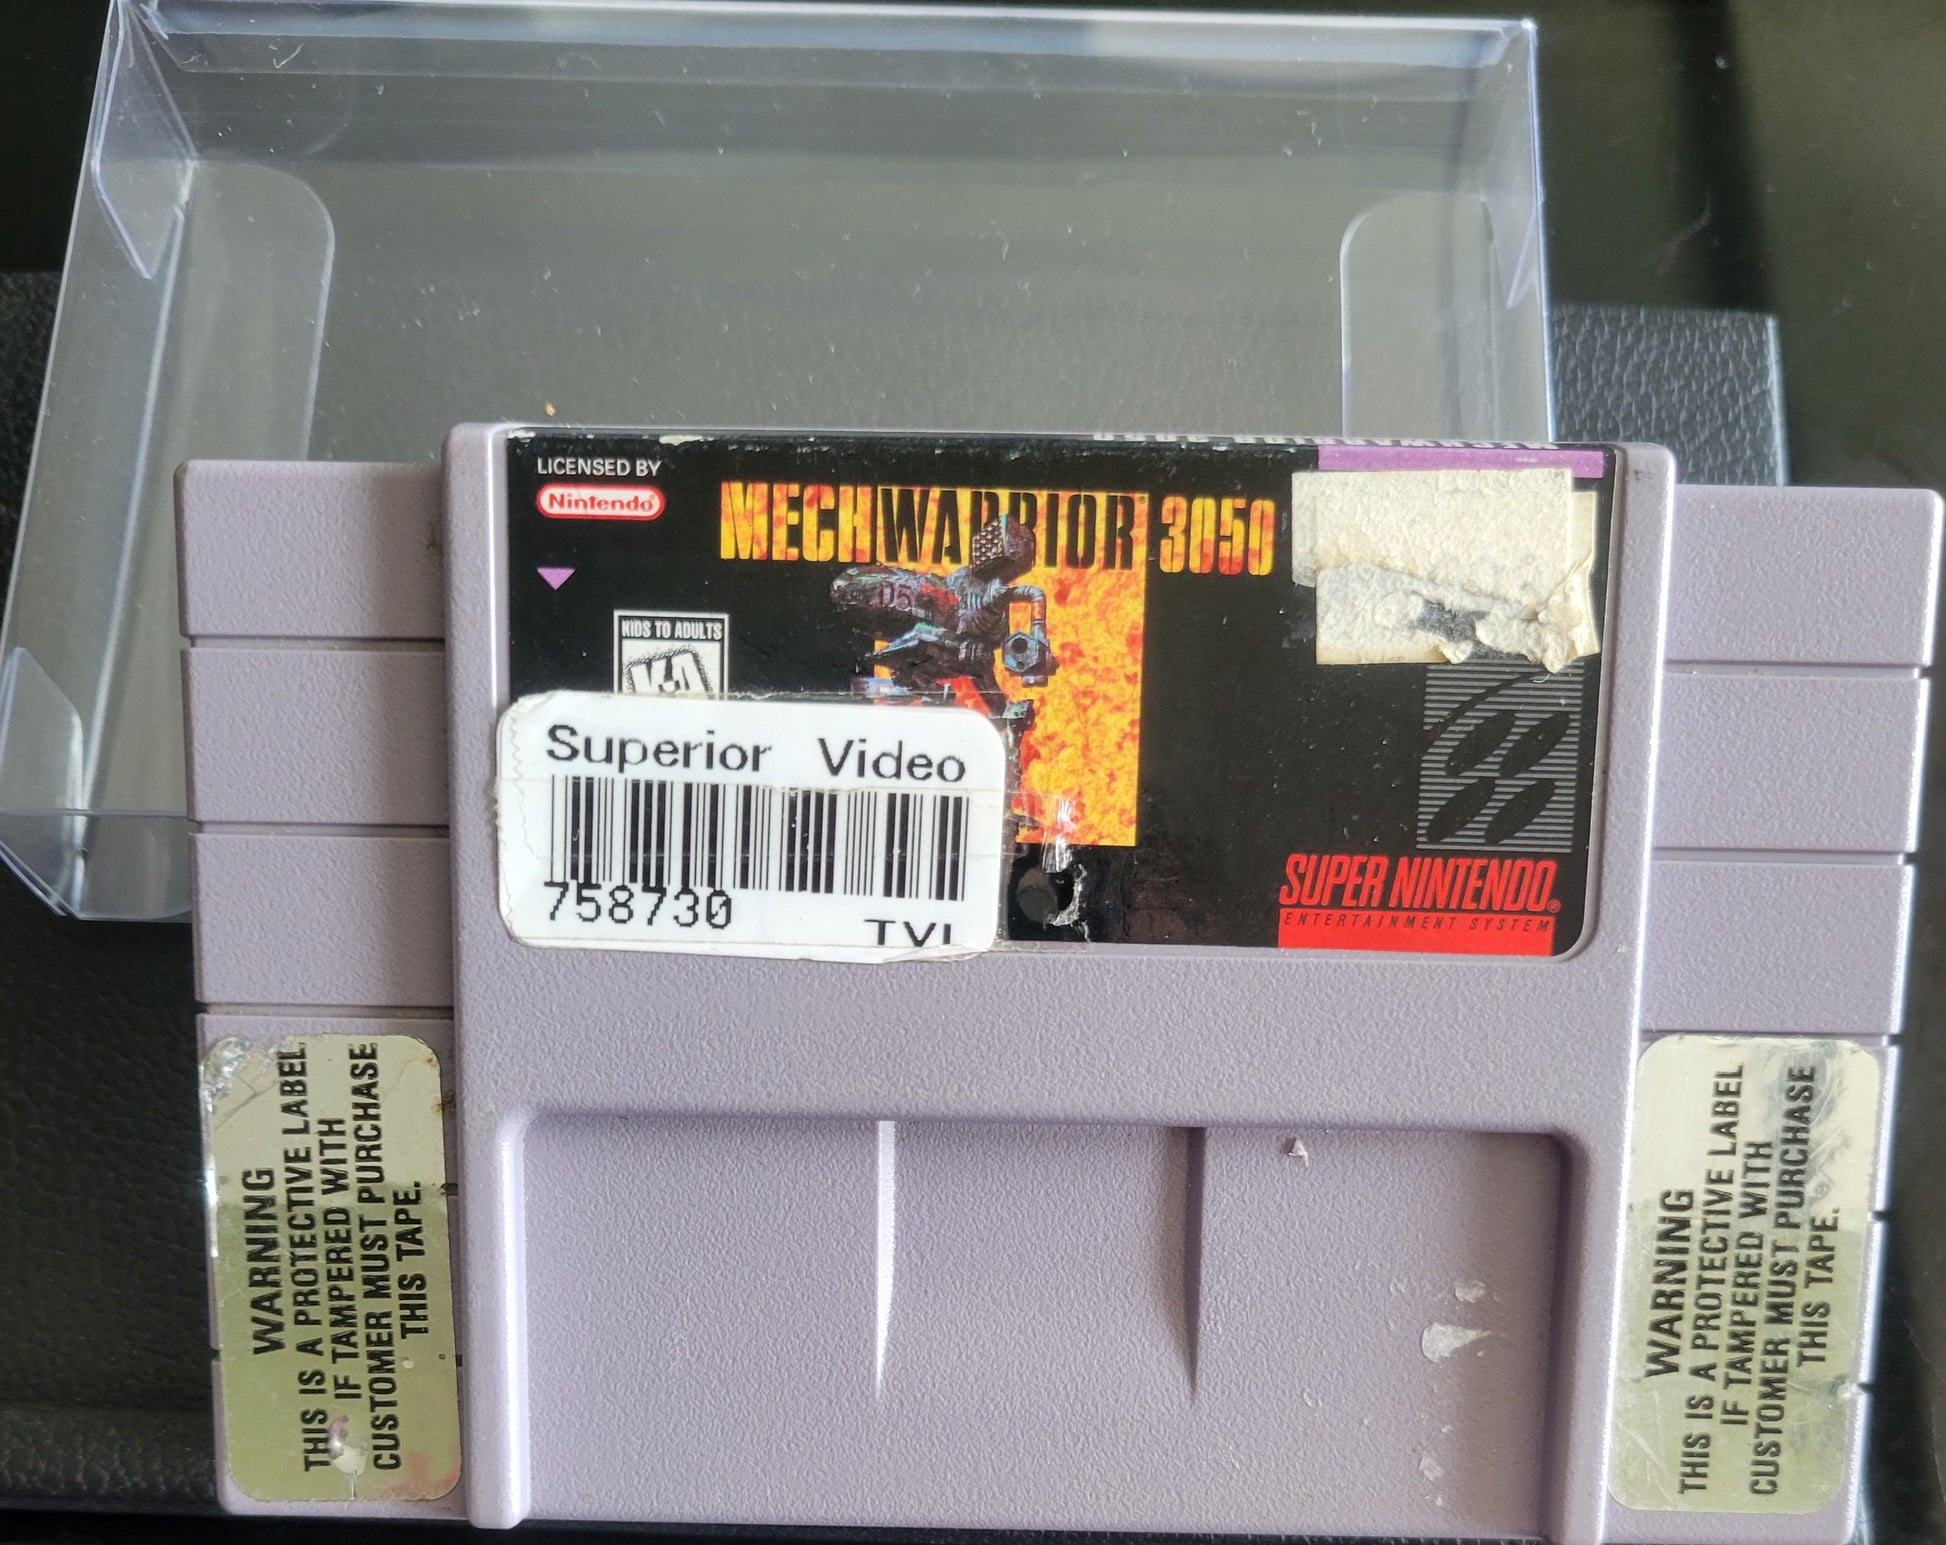 LICENSED BY
Nintendo
MECHWARRIOR 3050
05
KIDS TO ADULTS
K-A
Superior Video
758730
TVL
SUPER NINTENDO
ENTERTAINMENT SYSTEM
WARNING
THIS IS A PROTECTIVE LABEL
IF TAMPERED WITH
CUSTOMER MUST PURCHASE
THIS TAPE.
WARNING
THIS IS A PROTECTIVE LABEL
IF TAMPERED WITH
CUSTOMER MUST PURCHASE
THIS TAPE.